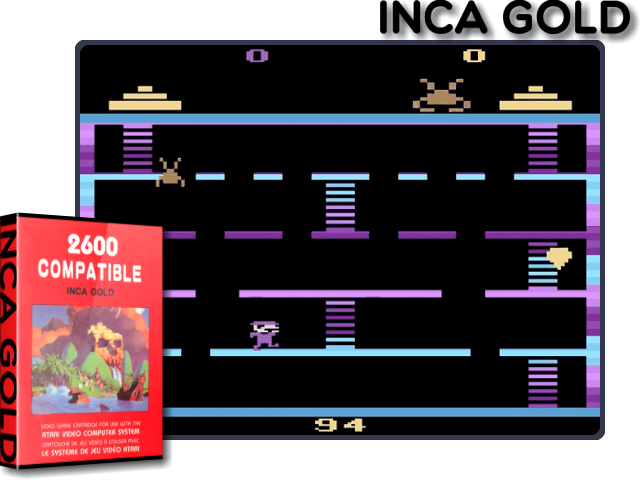 INCA GOLD
0 0
94
2600
COMPATIBLE
INCA GOLD
VIDEO GAME CARTRIDGE FOR USE WITH THE
ATARI VIDEO COMPUTER SYSTEM
CARTOUCHE DE JEU VIDÉO À UTILISER AVEC
LE SYSTÈME DE JEU VIDÉO ATARI
INCA GOLD